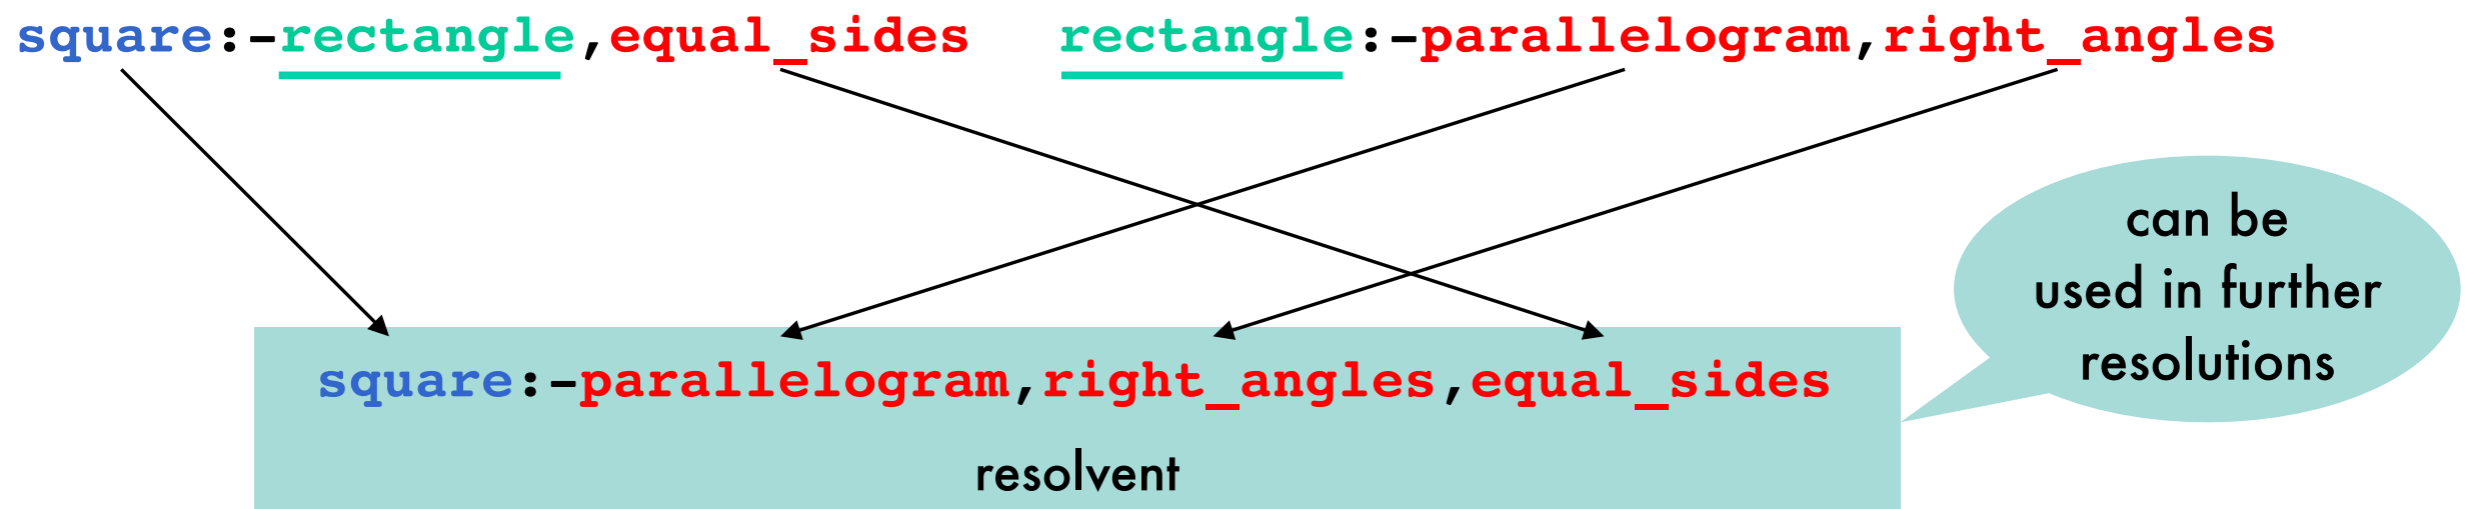 square:-rectangle,equal_sides rectangle:-parallelogram,right_angles
can be
used in further
resolutions
square:-parallelogram,right_angles,equal_sides
resolvent